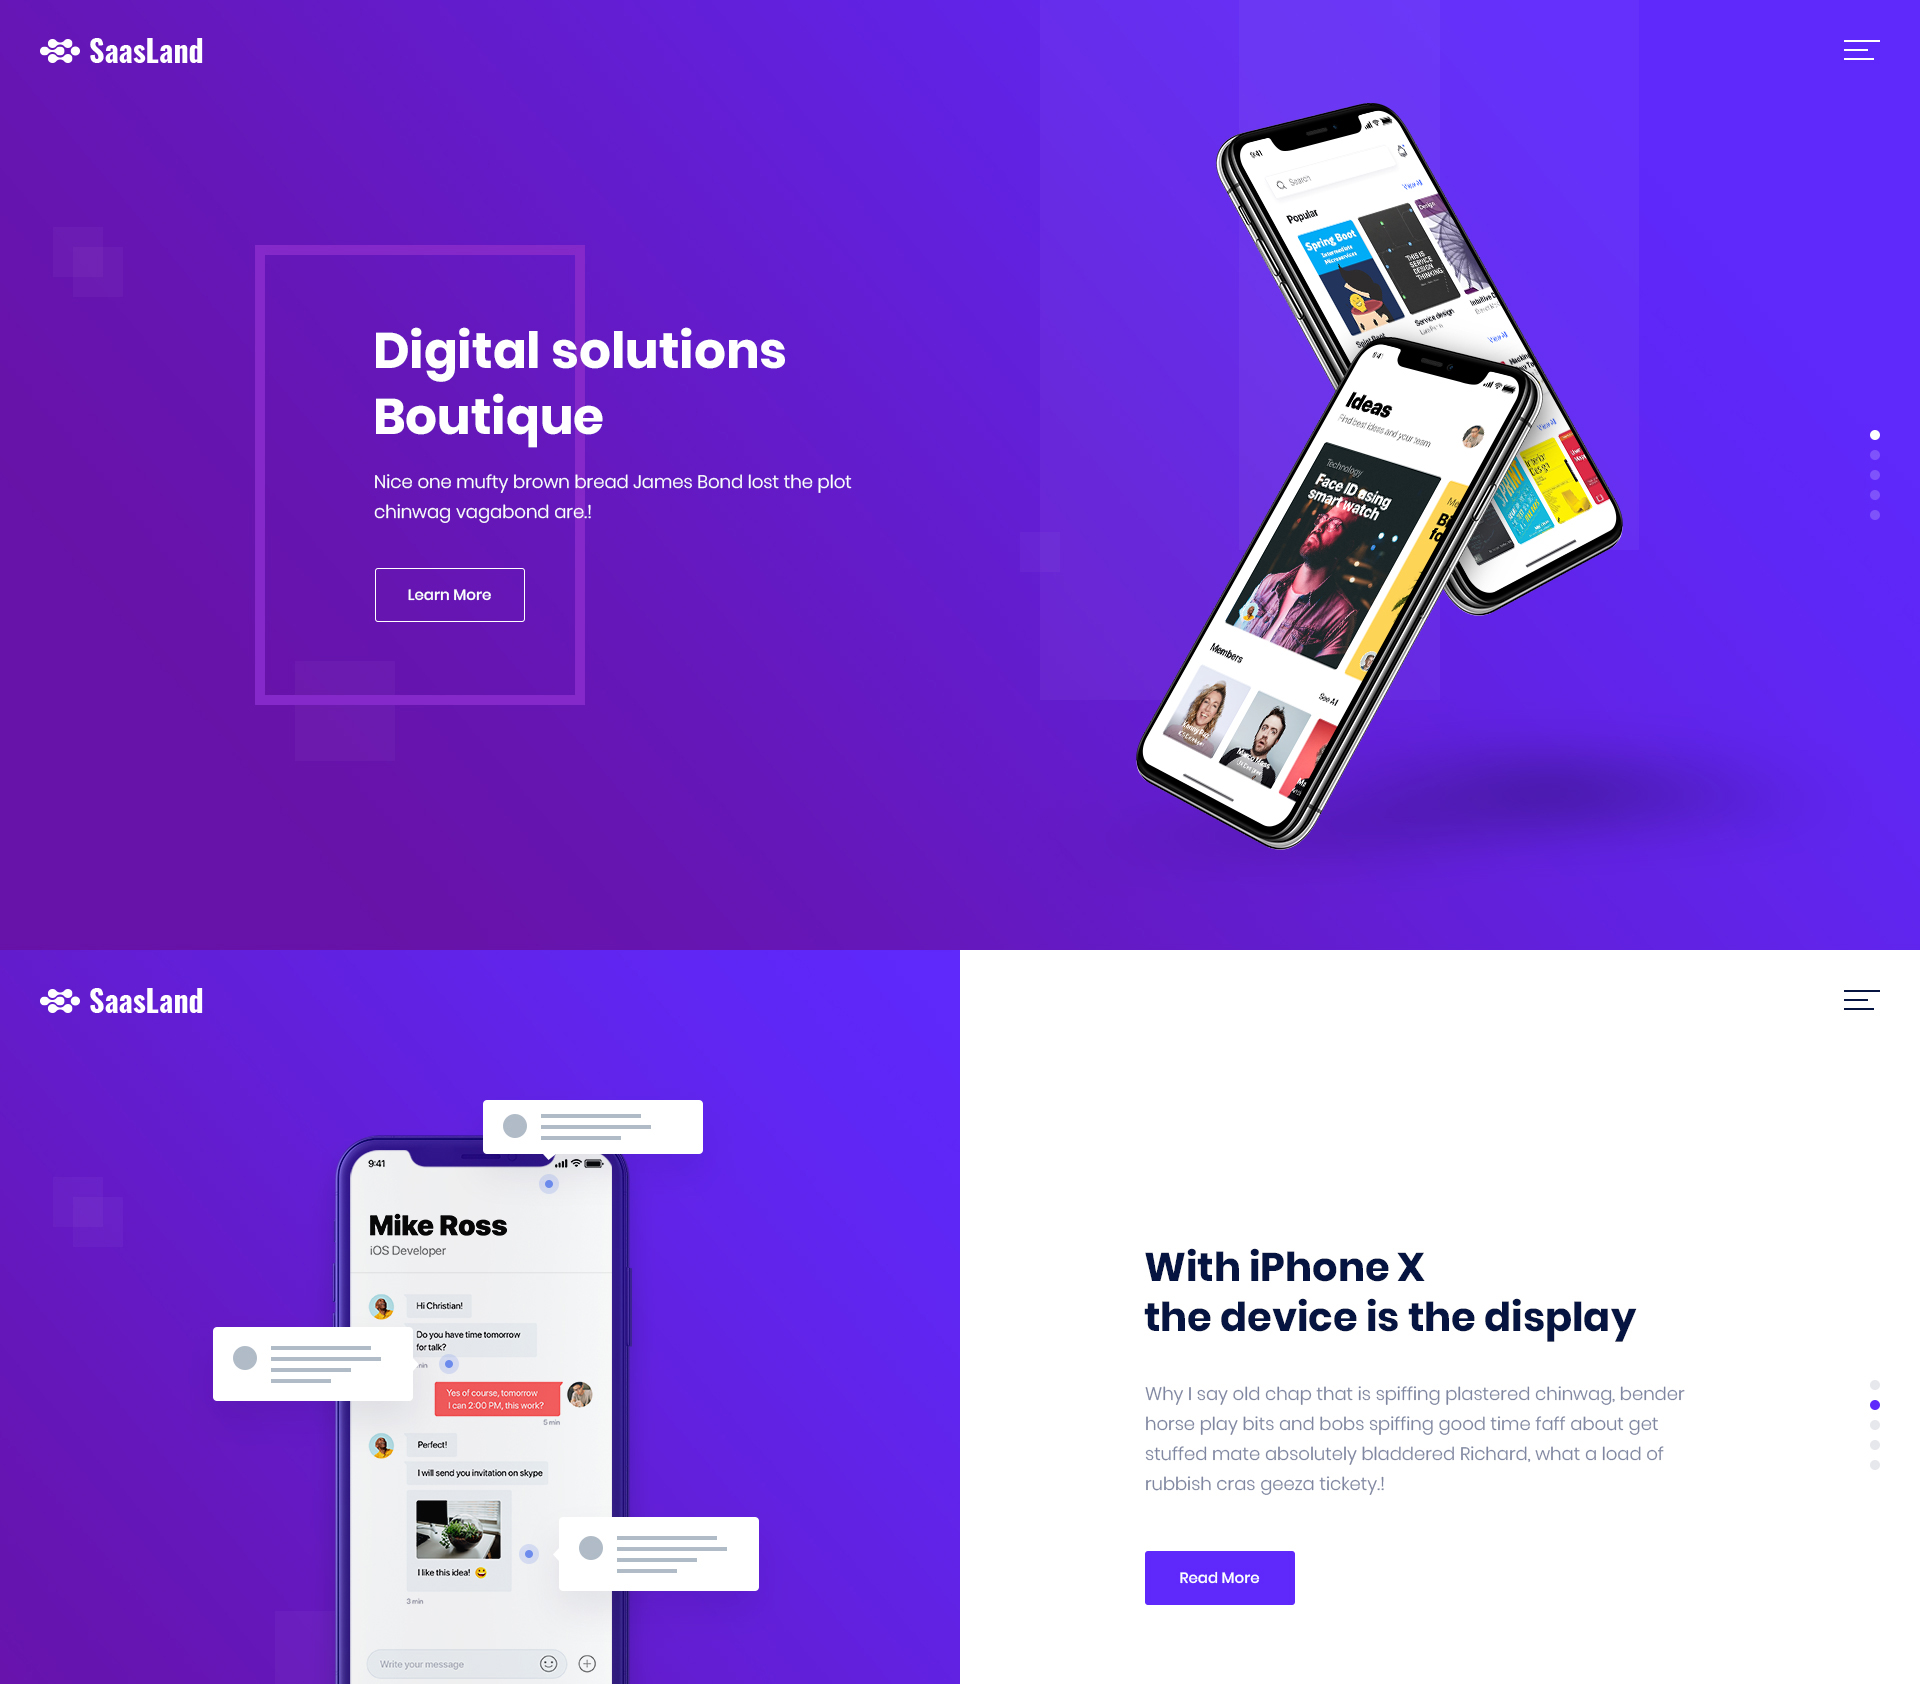 SaasLand
Digital solutions
Boutique
Nice one mufty brown bread James Bond lost the plot
chinwag vagabond are.!
Learn More
9:41
Search
View All
Popular
Spring Boot
Intermediate
Microservices
THIS IS
SERVICE
DESIGN
THINKING.
Design
Service design
View All
View All
Ideas
Find best ideas and your team
Technology
Face ID using
smart watch
Members
See All
SaasLand
9:41
Mike Ross
iOS Developer
Hi Christian!
Do you have time tomorrow
for talk?
min
Yes of course, tomorrow
I can 2:00 PM, this work?
5 min
Perfect!
I will send you invitation on skype
I like this idea! 😀
3 min
Write your message
With iPhone X
the device is the display
Why I say old chap that is spiffing plastered chinwag, bender
horse play bits and bobs spiffing good time faff about get
stuffed mate absolutely bladdered Richard, what a load of
rubbish cras geeza tickety.!
Read More